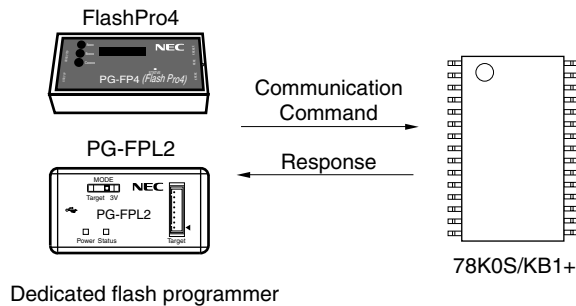 FlashPro4
NEC
PG-FP4 (Flash Pro4)
Communication
Command
Response
PG-FPL2
MODE
NEC
Target 3V
PG-FPL2
Power Status
Target
78K0S/KB1+
Dedicated flash programmer